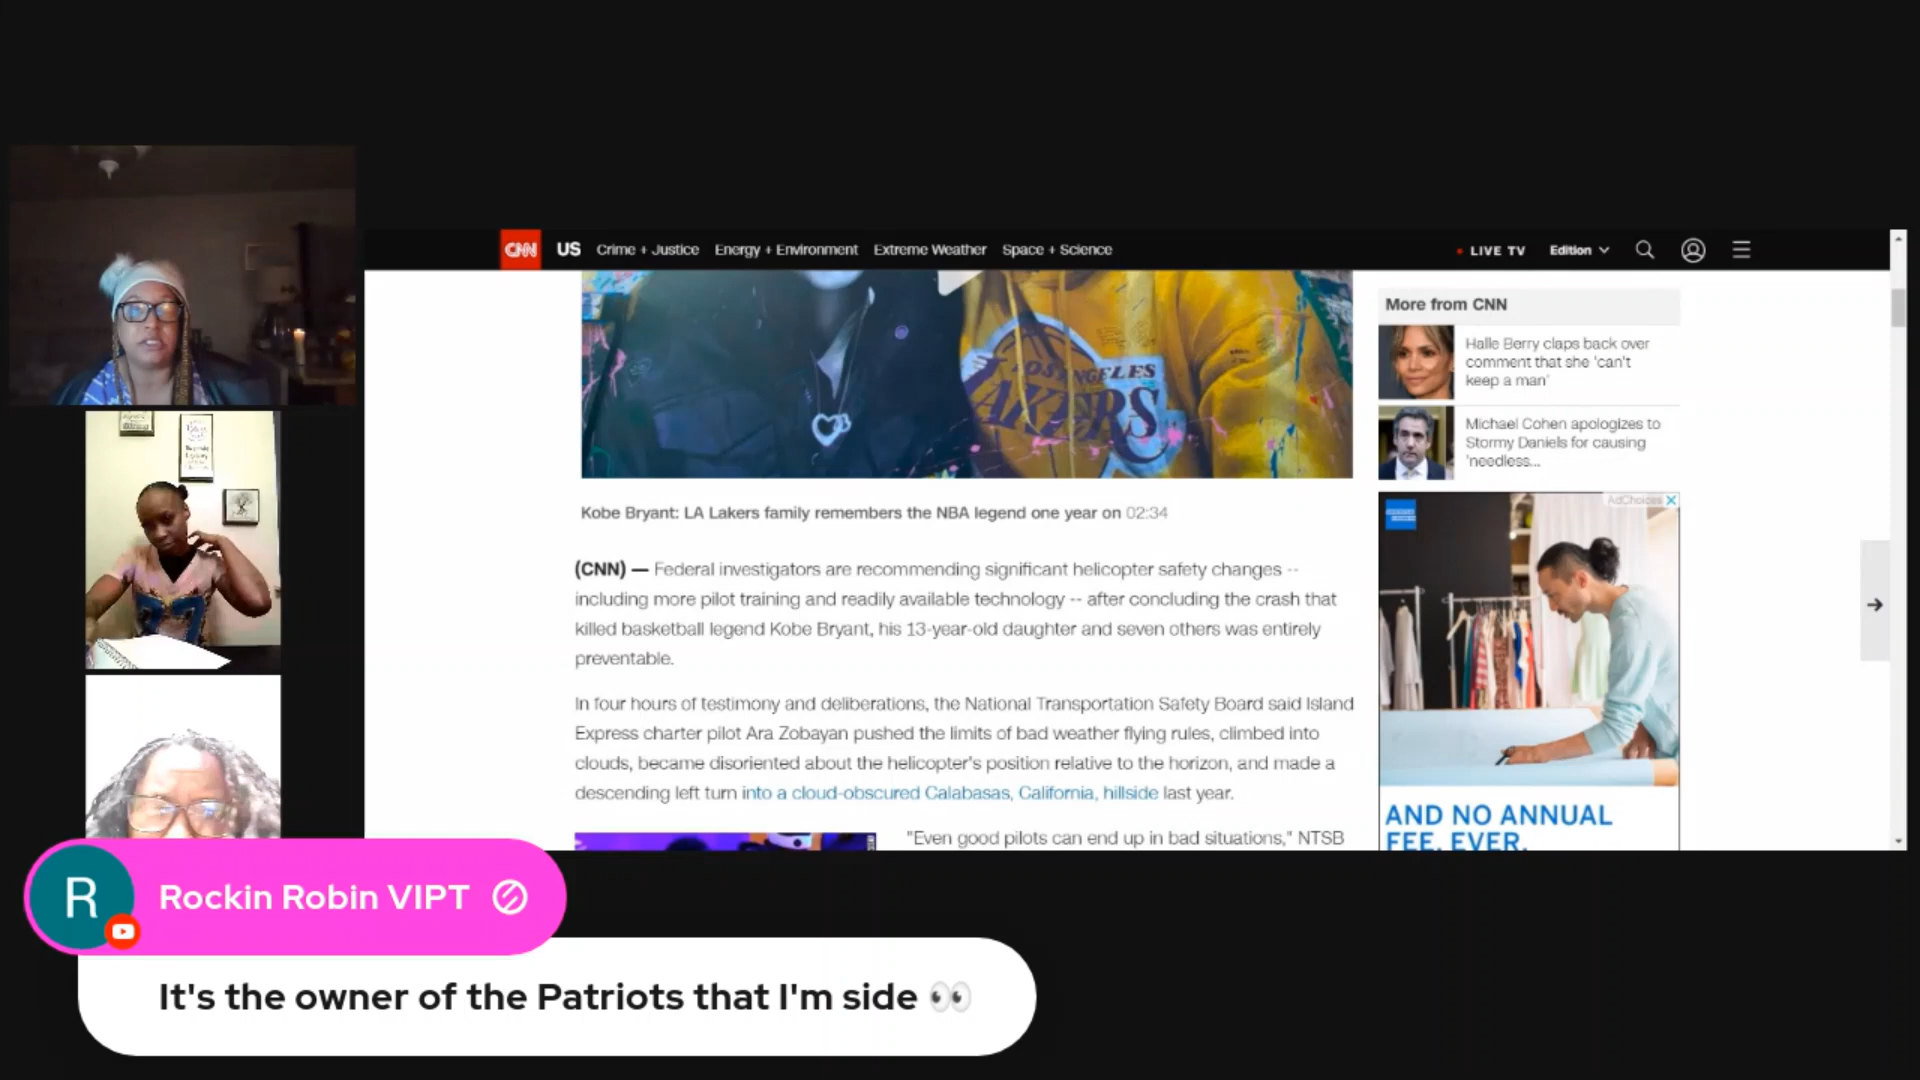 CNN US Crime + Justice Energy + Environment Extreme Weather Space + Science LIVE TV Edition
LOS ANGELES
LAKERS
Kobe Bryant: LA Lakers family remembers the NBA legend one year on 02:34
(CNN) — Federal investigators are recommending significant helicopter safety changes --
including more pilot training and readily available technology -- after concluding the crash that
killed basketball legend Kobe Bryant, his 13-year-old daughter and seven others was entirely
preventable.
In four hours of testimony and deliberations, the National Transportation Safety Board said Island
Express charter pilot Ara Zobayan pushed the limits of bad weather flying rules, climbed into
clouds, became disoriented about the helicopter's position relative to the horizon, and made a
descending left turn into a cloud-obscured Calabasas, California, hillside last year.
"Even good pilots can end up in bad situations," NTSB
More from CNN
Halle Berry claps back over
comment that she 'can't
keep a man'
Michael Cohen apologizes to
Stormy Daniels for causing
'needless...
AdChoices
AND NO ANNUAL
FEE, EVER.
77
R
Rockin Robin VIPT
It's the owner of the Patriots that I'm side 👀